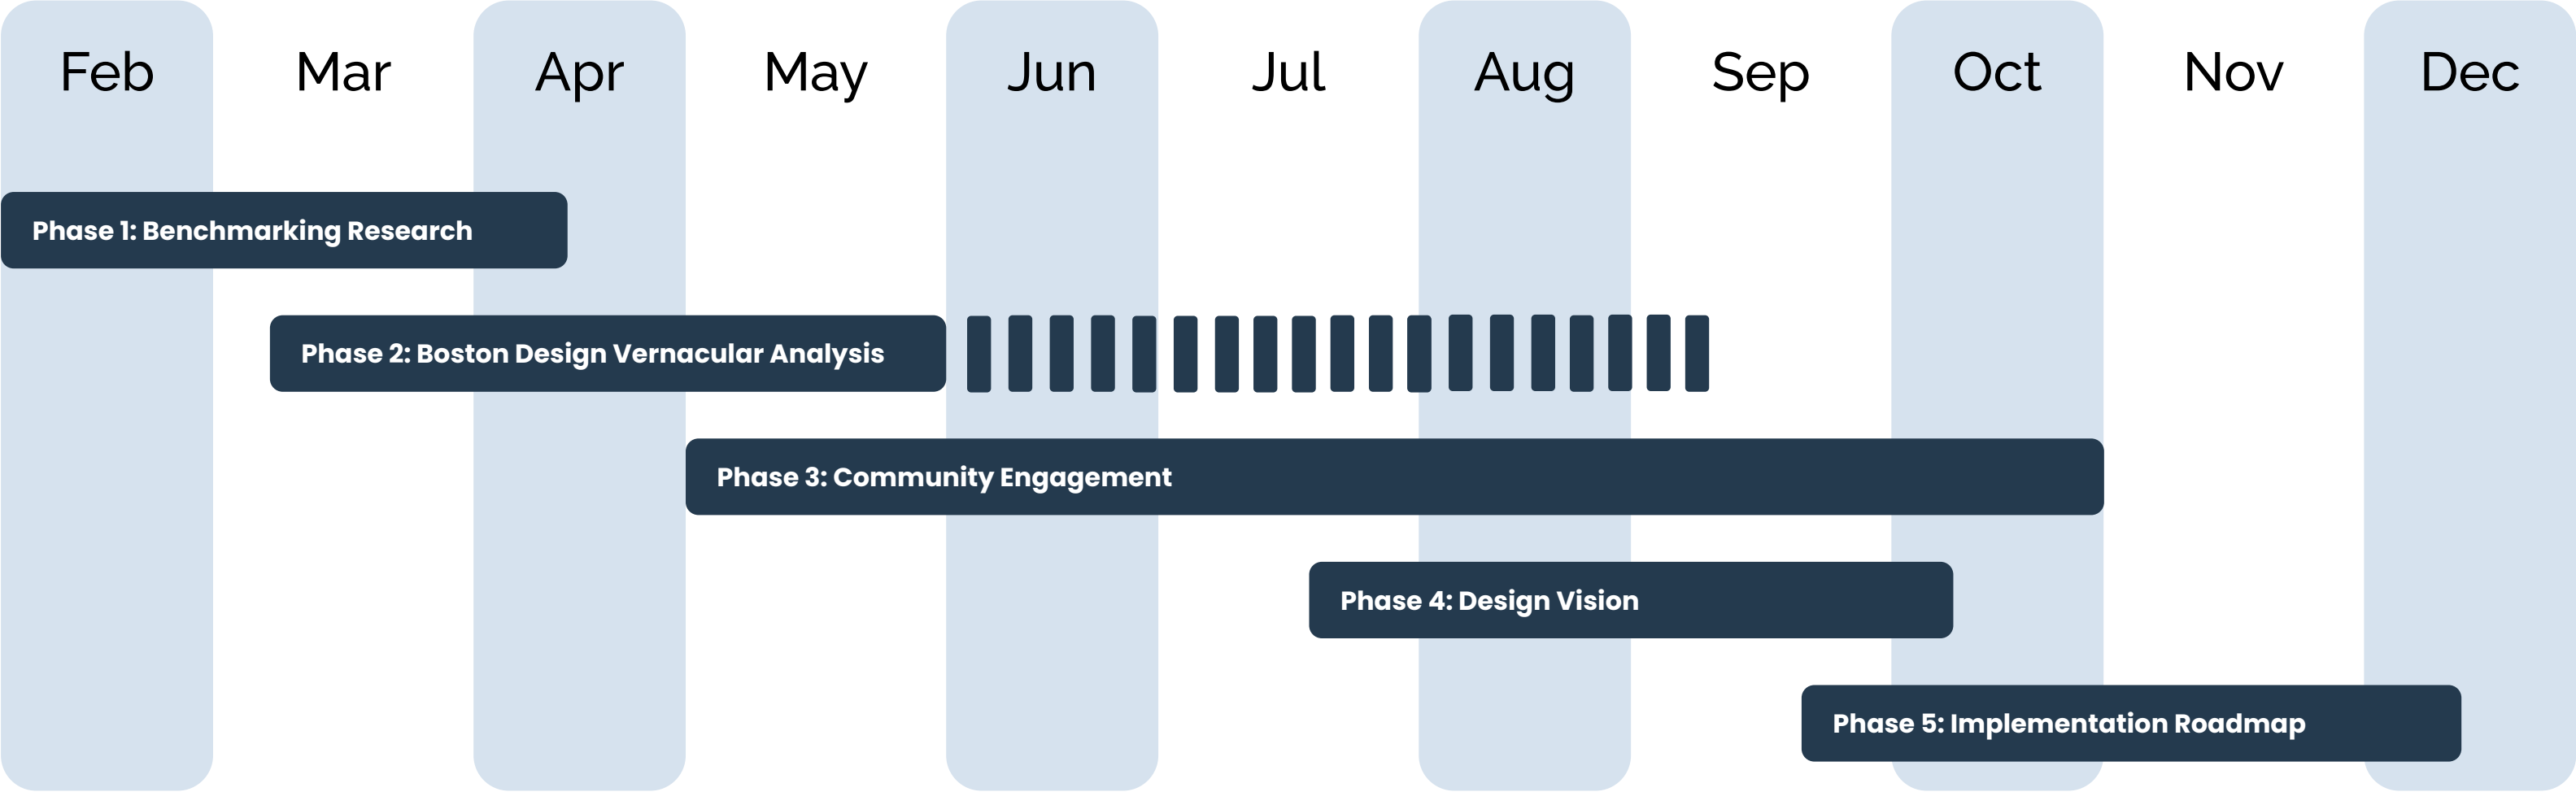 Feb Mar Apr May Jun Jul Aug Sep Oct Nov Dec
Phase 1: Benchmarking Research
Phase 2: Boston Design Vernacular Analysis
Phase 3: Community Engagement
Phase 4: Design Vision
Phase 5: Implementation Roadmap